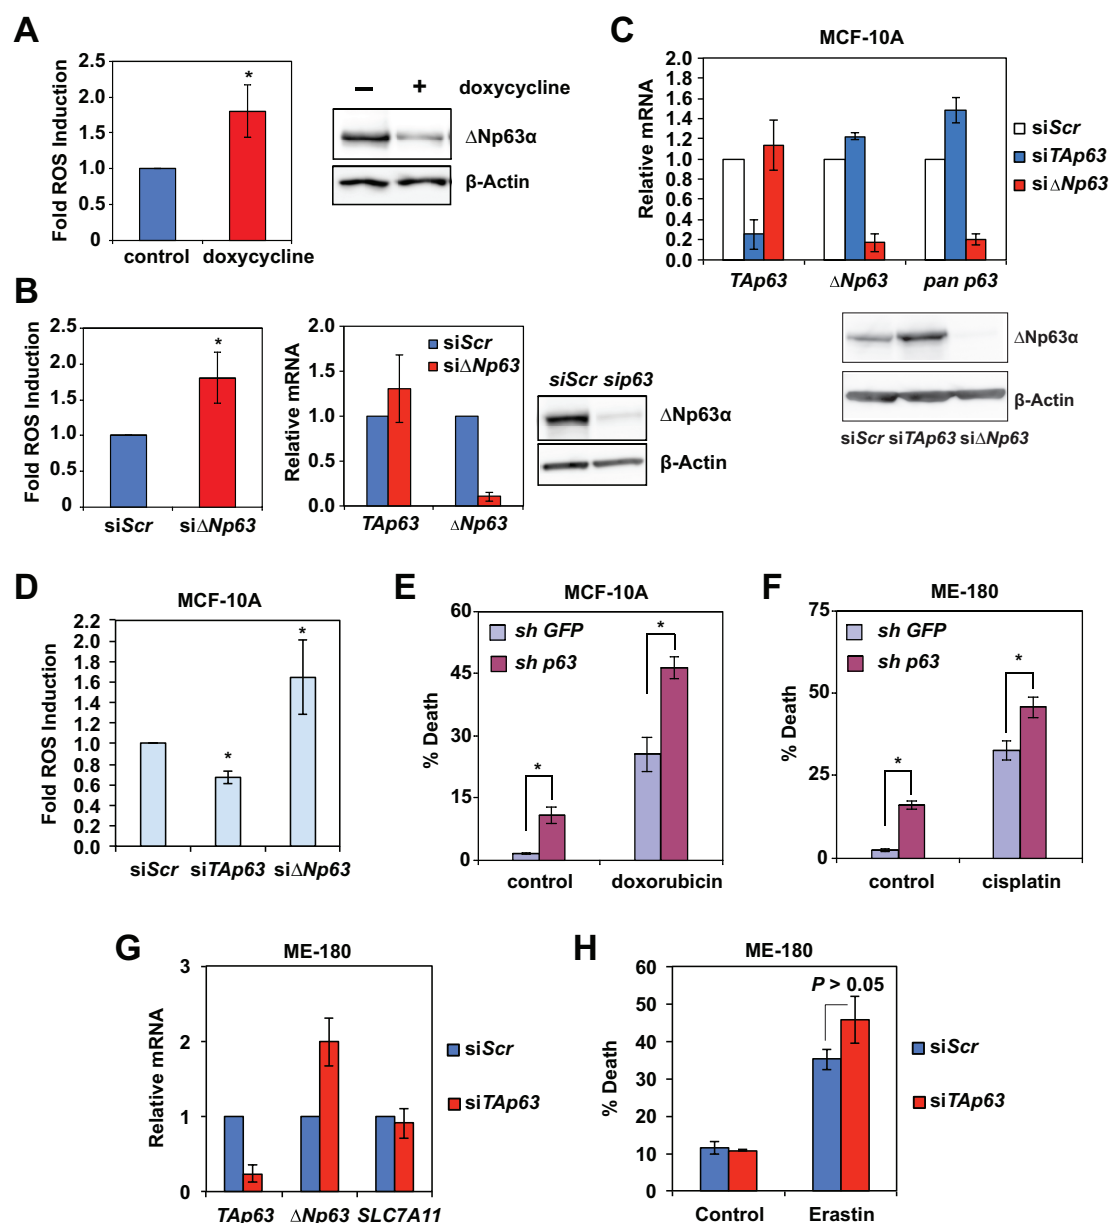 A
Fold ROS Induction
2.5
2.0
1.5
1.0
0.5
0
control doxycycline
*
− + doxycycline
ΔNp63α
β-Actin
B
Fold ROS Induction
2.5
2.0
1.5
1.0
0.5
0
*
siScr siΔNp63
Relative mRNA
2.0
1.5
1.0
0.5
0.0
siScr
siΔNp63
TAp63 ΔNp63
siScr sip63
ΔNp63α
β-Actin
C
MCF-10A
Relative mRNA
2.0
1.8
1.6
1.4
1.2
1.0
0.8
0.6
0.4
0.2
0.0
siScr
siTAp63
siΔNp63
TAp63 ΔNp63 pan p63
ΔNp63α
β-Actin
siScr siTAp63 siΔNp63
D
MCF-10A
Fold ROS Induction
2.2
2.0
1.8
1.6
1.4
1.2
1.0
0.8
0.6
0.4
0.2
0.0
*
*
siScr siTAp63 siΔNp63
E
MCF-10A
% Death
60
45
30
15
0
sh GFP
sh p63
*
*
control doxorubicin
F
ME-180
% Death
75
50
25
0
sh GFP
sh p63
*
*
control cisplatin
G
ME-180
Relative mRNA
3
2
1
0
siScr
siTAp63
TAp63 ΔNp63 SLC7A11
H
ME-180
% Death
60
50
40
30
20
10
0
P > 0.05
siScr
siTAp63
Control Erastin